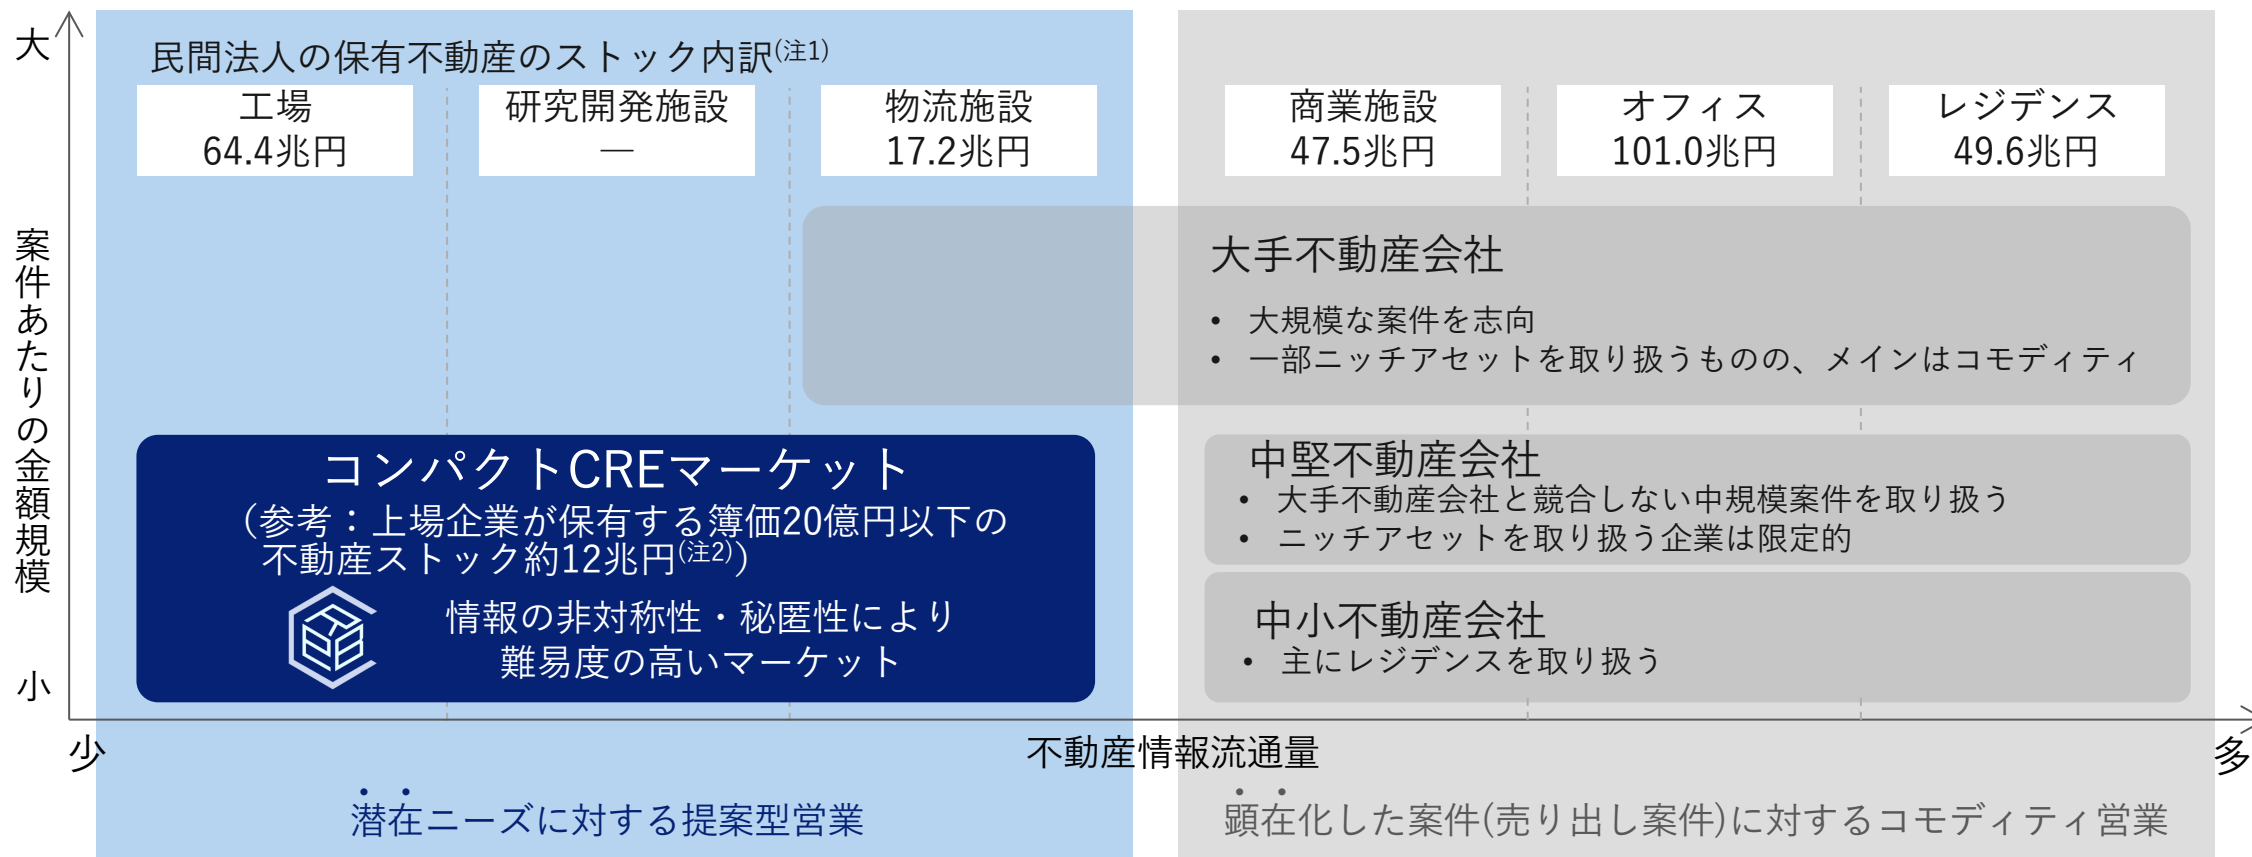 大
案件あたりの金額規模
小
民間法人の保有不動産のストック内訳(注1)
工場
64.4兆円
研究開発施設
—
物流施設
17.2兆円
商業施設
47.5兆円
オフィス
101.0兆円
レジデンス
49.6兆円
大手不動産会社
• 大規模な案件を志向
• 一部ニッチアセットを取り扱うものの、メインはコモディティ
コンパクトCREマーケット
（参考：上場企業が保有する簿価20億円以下の
不動産ストック約12兆円(注2)）
情報の非対称性・秘匿性により
難易度の高いマーケット
中堅不動産会社
• 大手不動産会社と競合しない中規模案件を取り扱う
• ニッチアセットを取り扱う企業は限定的
中小不動産会社
• 主にレジデンスを取り扱う
少
不動産情報流通量
多
潜在ニーズに対する提案型営業
顕在化した案件(売り出し案件)に対するコモディティ営業